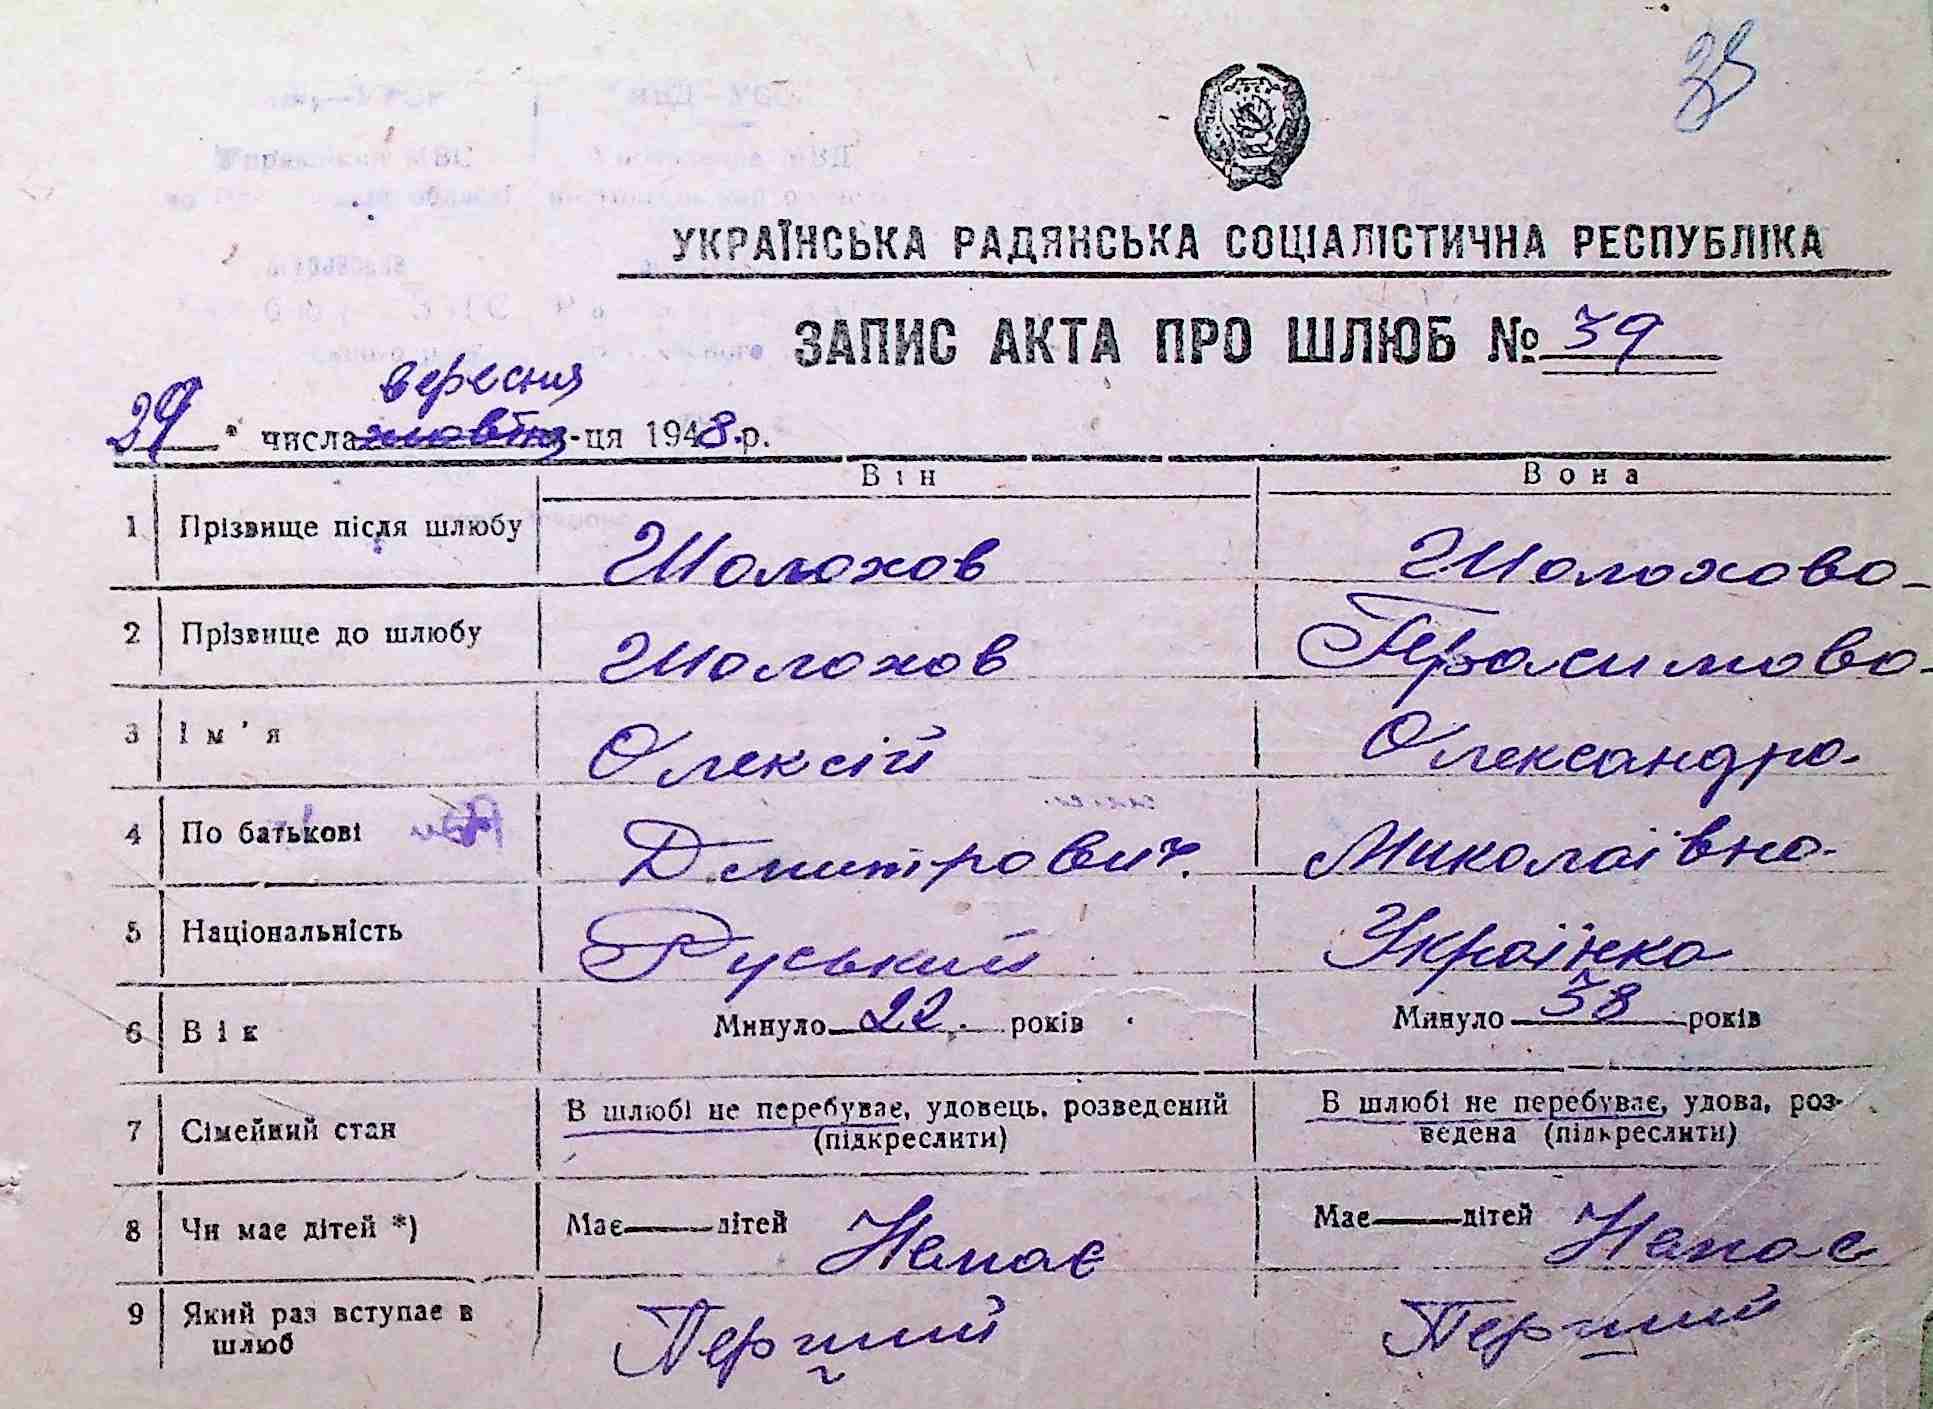 УКРАЇНСЬКА РАДЯНСЬКА СОЦІАЛІСТИЧНА РЕСПУБЛІКА
ЗАПИС АКТА ПРО ШЛЮБ № 39
вересня
29 " числа жовтня -ця 1948.р.
Він Вона
1 Прізвище після шлюбу Шолохов Шолохова
2 Прізвище до шлюбу Шолохов Герасимова
3 Ім'я Олексій Олександра
4 По батькові Дмитрович. Миколаївна
5 Національність Руський Українка
6 Вік Минуло 22. років Минуло 38 років
7 Сімейний стан В шлюбі не перебуває, удовець, розведений (підкреслити) В шлюбі не перебуває, удова, роз-
ведена (підкреслити)
8 Чи має дітей *) Має — дітей Немає Має — дітей Немає
9 Який раз вступає в Перший Перший
шлюб